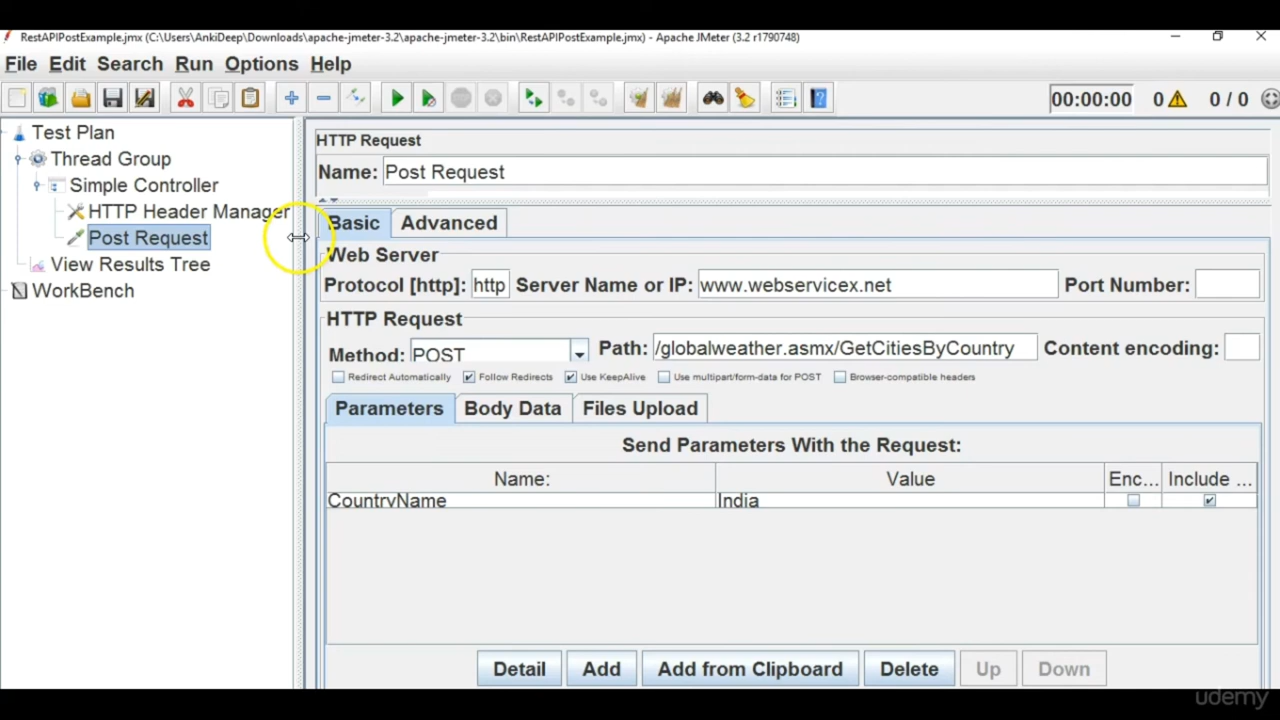 RestAPIPostExample.jmx (C:\Users\AnkiDeep\Downloads\apache-jmeter-3.2\apache-jmeter-3.2\bin\RestAPIPostExample.jmx) - Apache JMeter (3.2 r1790748)
File Edit Search Run Options Help
00:00:00 0 0 / 0
Test Plan
Thread Group
Simple Controller
HTTP Header Manager
Post Request
View Results Tree
WorkBench
HTTP Request
Name: Post Request
Basic Advanced
Web Server
Protocol [http]: http Server Name or IP: www.webservicex.net Port Number:
HTTP Request
Method: POST Path: /globalweather.asmx/GetCitiesByCountry Content encoding:
Redirect Automatically Follow Redirects Use KeepAlive Use multipart/form-data for POST Browser-compatible headers
Parameters Body Data Files Upload
Send Parameters With the Request:
Name: Value Enc... Include ...
CountryName India
Detail Add Add from Clipboard Delete Up Down
udemy